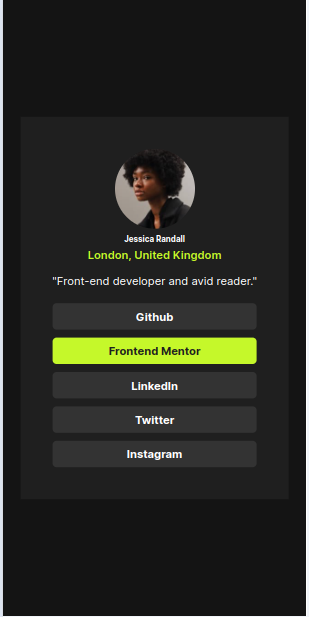 Jessica Randall
London, United Kingdom
"Front-end developer and avid reader."
Github
Frontend Mentor
LinkedIn
Twitter
Instagram